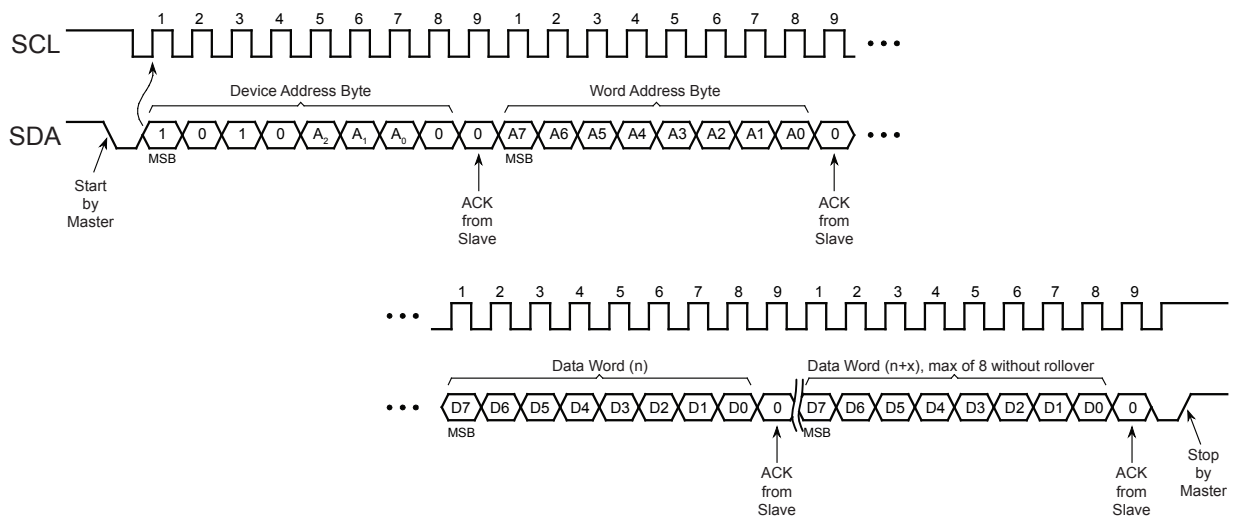 1 2 3 4 5 6 7 8 9 1 2 3 4 5 6 7 8 9
SCL
Device Address Byte Word Address Byte
SDA 1 0 1 0 A2 A1 A0 0 0 A7 A6 A5 A4 A3 A2 A1 A0 0
MSB MSB
Start
by
Master
ACK
from
Slave
ACK
from
Slave
1 2 3 4 5 6 7 8 9 1 2 3 4 5 6 7 8 9
Data Word (n) Data Word (n+x), max of 8 without rollover
D7 D6 D5 D4 D3 D2 D1 D0 0 D7 D6 D5 D4 D3 D2 D1 D0 0
MSB MSB
ACK
from
Slave
ACK
from
Slave
Stop
by
Master